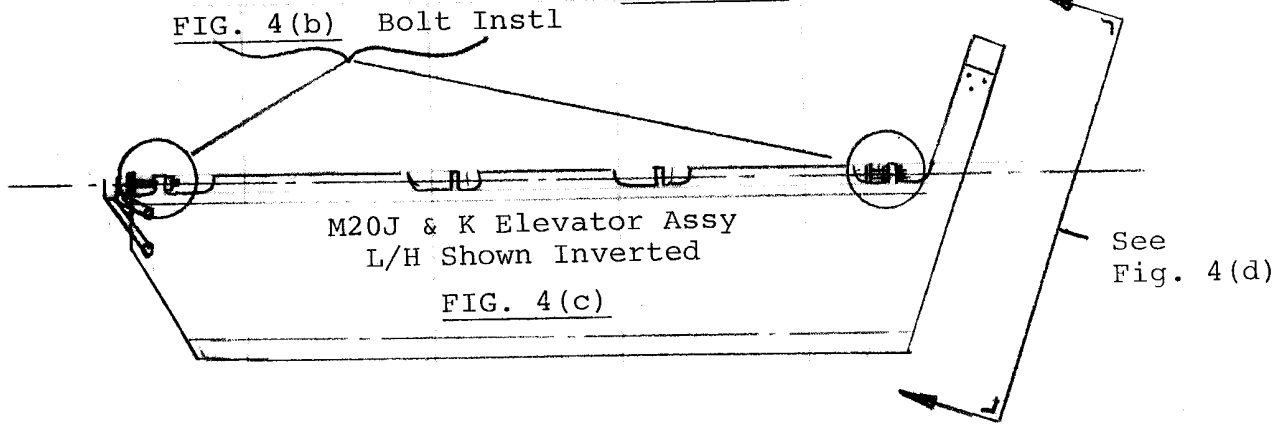 FIG. 4(b) Bolt Instl
M20J & K Elevator Assy
L/H Shown Inverted
FIG. 4(c)
See
Fig. 4(d)